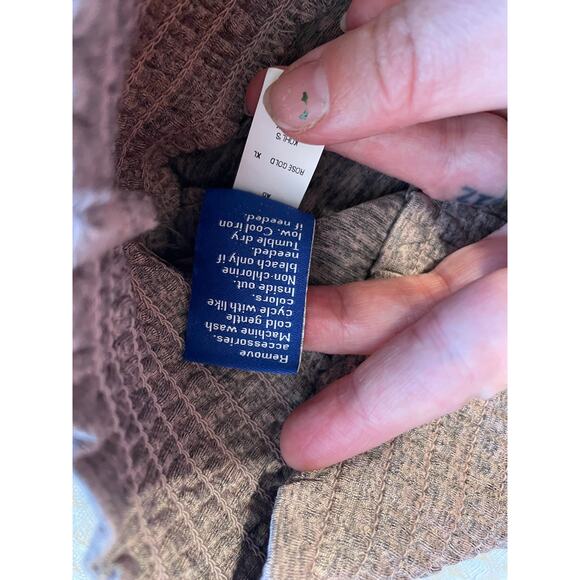 Remove
accessories.
Machine wash
cold gentle
cycle with like
colors.
Inside out.
Non-chlorine
bleach only if
needed.
Tumble dry
low. Cool iron
if needed.
ROSE GOLD XL
KOHL'S